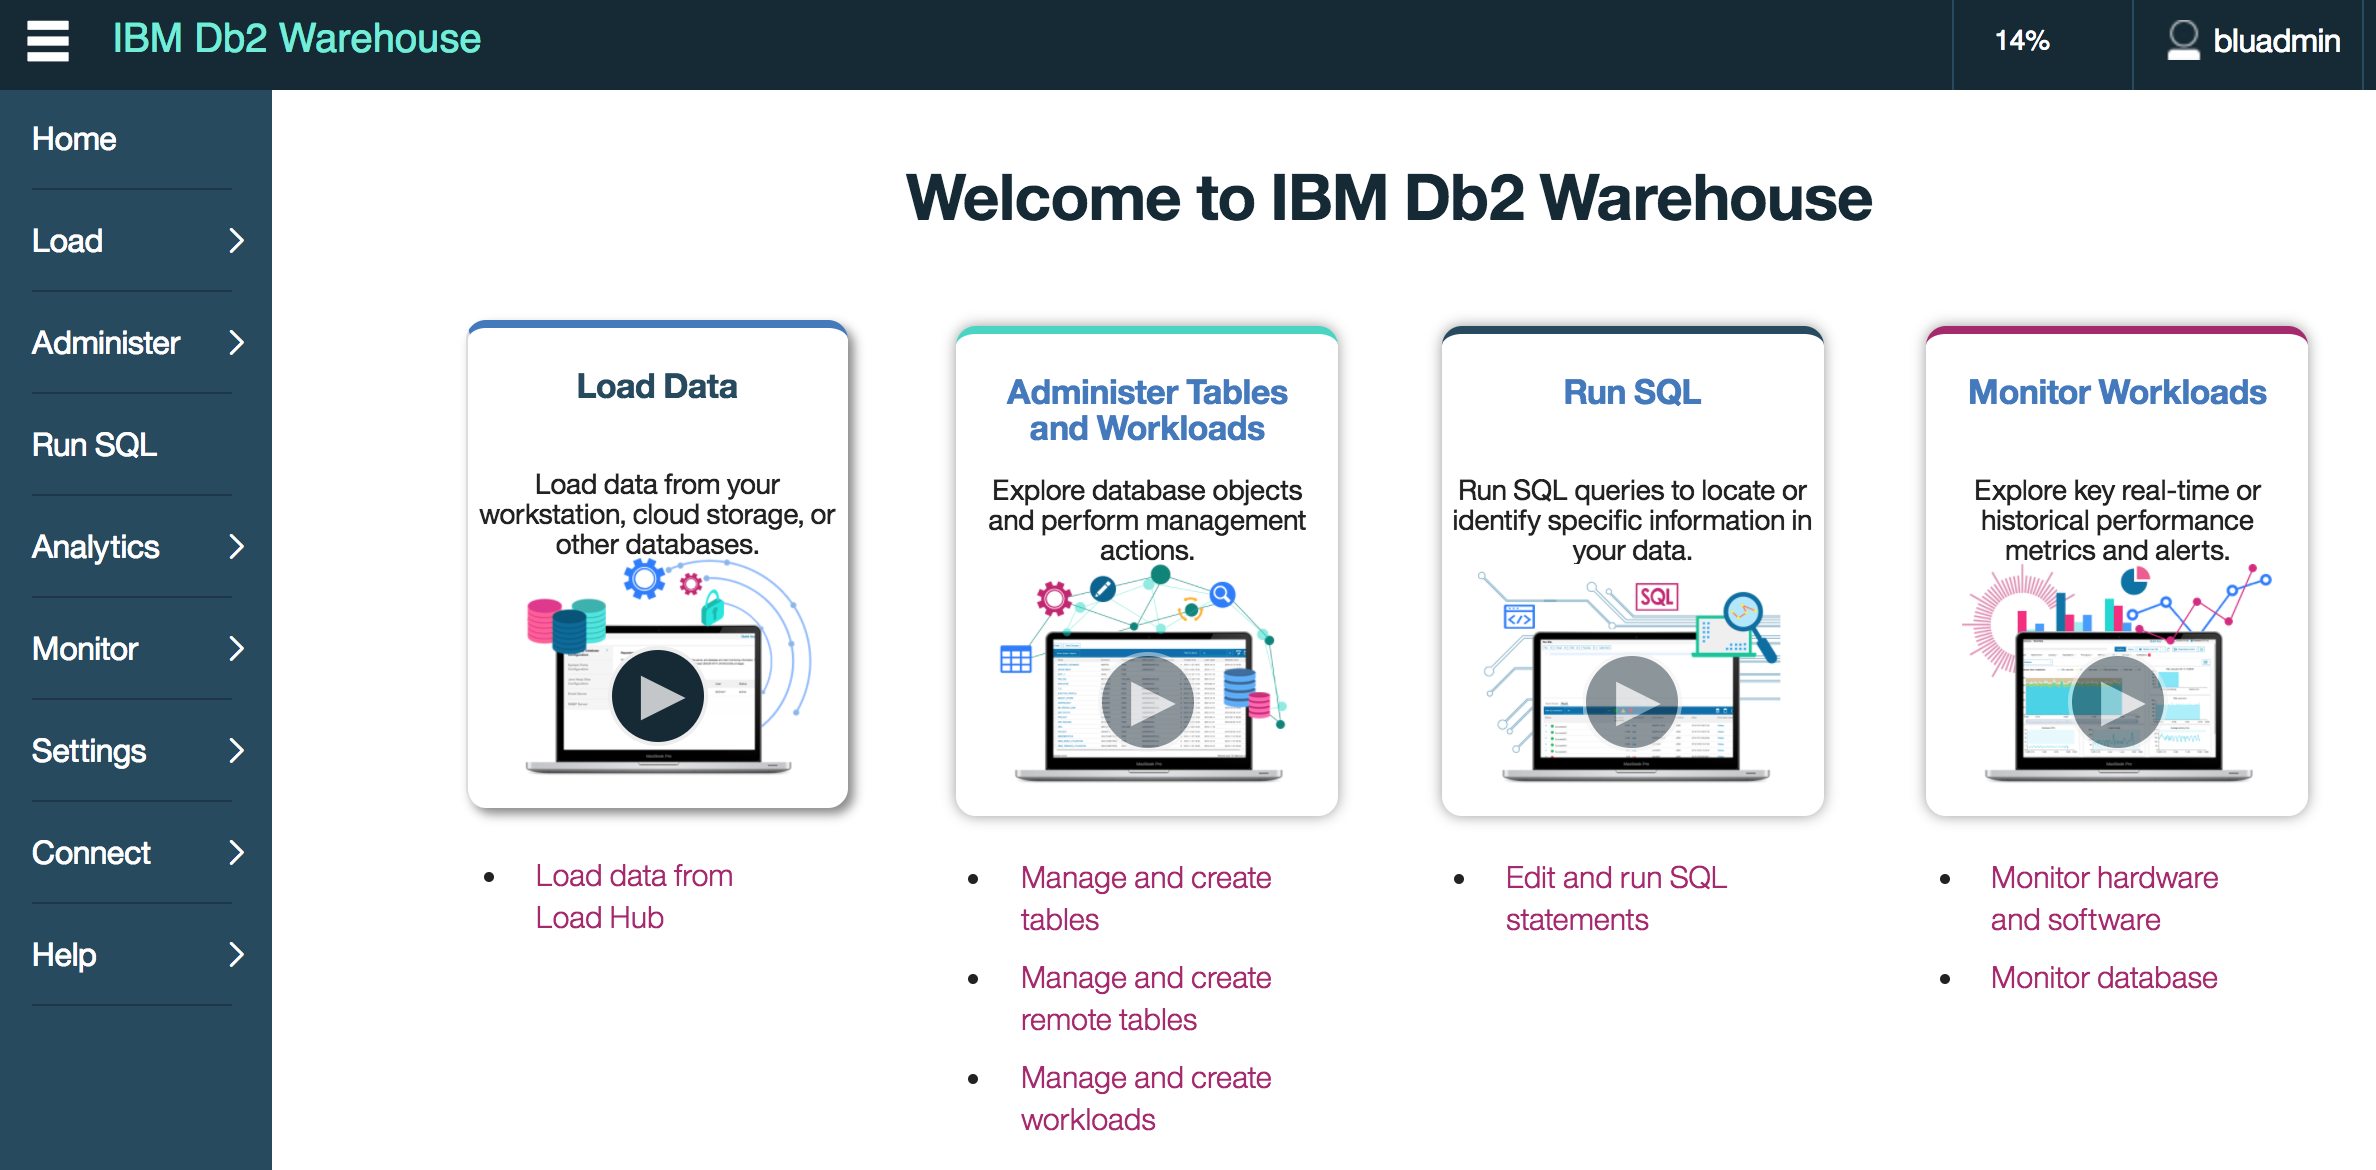 IBM Db2 Warehouse
14%
bluadmin
Home
Load
Administer
Run SQL
Analytics
Monitor
Settings
Connect
Help
Welcome to IBM Db2 Warehouse
Load Data
Load data from your
workstation, cloud storage, or
other databases.
Load data from
Load Hub
Administer Tables
and Workloads
Explore database objects
and perform management
actions.
Manage and create
tables
Manage and create
remote tables
Manage and create
workloads
Run SQL
Run SQL queries to locate or
identify specific information in
your data.
SQL
</>
Edit and run SQL
statements
Monitor Workloads
Explore key real-time or
historical performance
metrics and alerts.
Monitor hardware
and software
Monitor database